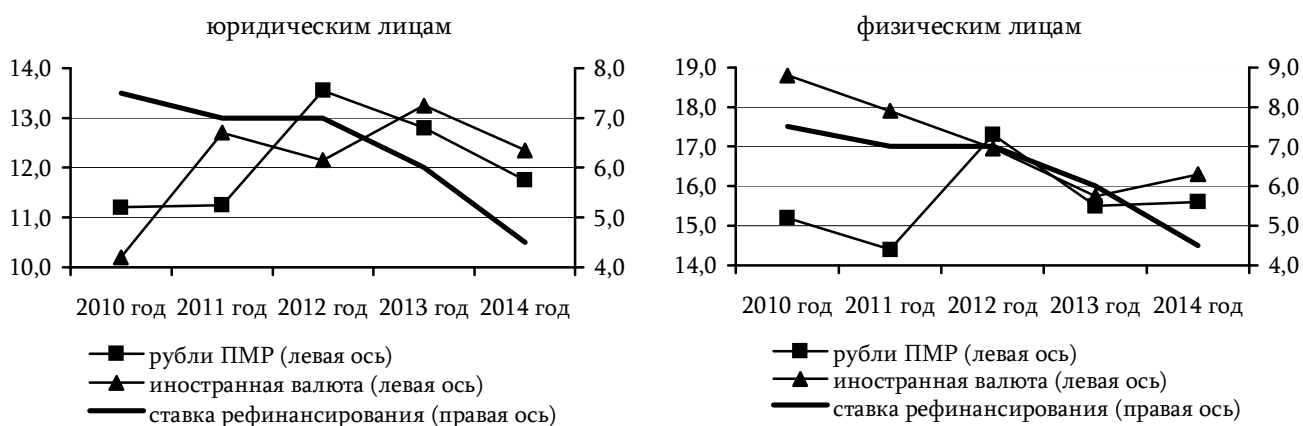 юридическим лицам
14,0
13,0
12,0
11,0
10,0
8,0
7,0
6,0
5,0
4,0
2010 год 2011 год 2012 год 2013 год 2014 год
рубли ПМР (левая ось)
иностранная валюта (левая ось)
ставка рефинансирования (правая ось)
физическим лицам
19,0
18,0
17,0
16,0
15,0
14,0
9,0
8,0
7,0
6,0
5,0
4,0
2010 год 2011 год 2012 год 2013 год 2014 год
рубли ПМР (левая ось)
иностранная валюта (левая ось)
ставка рефинансирования (правая ось)